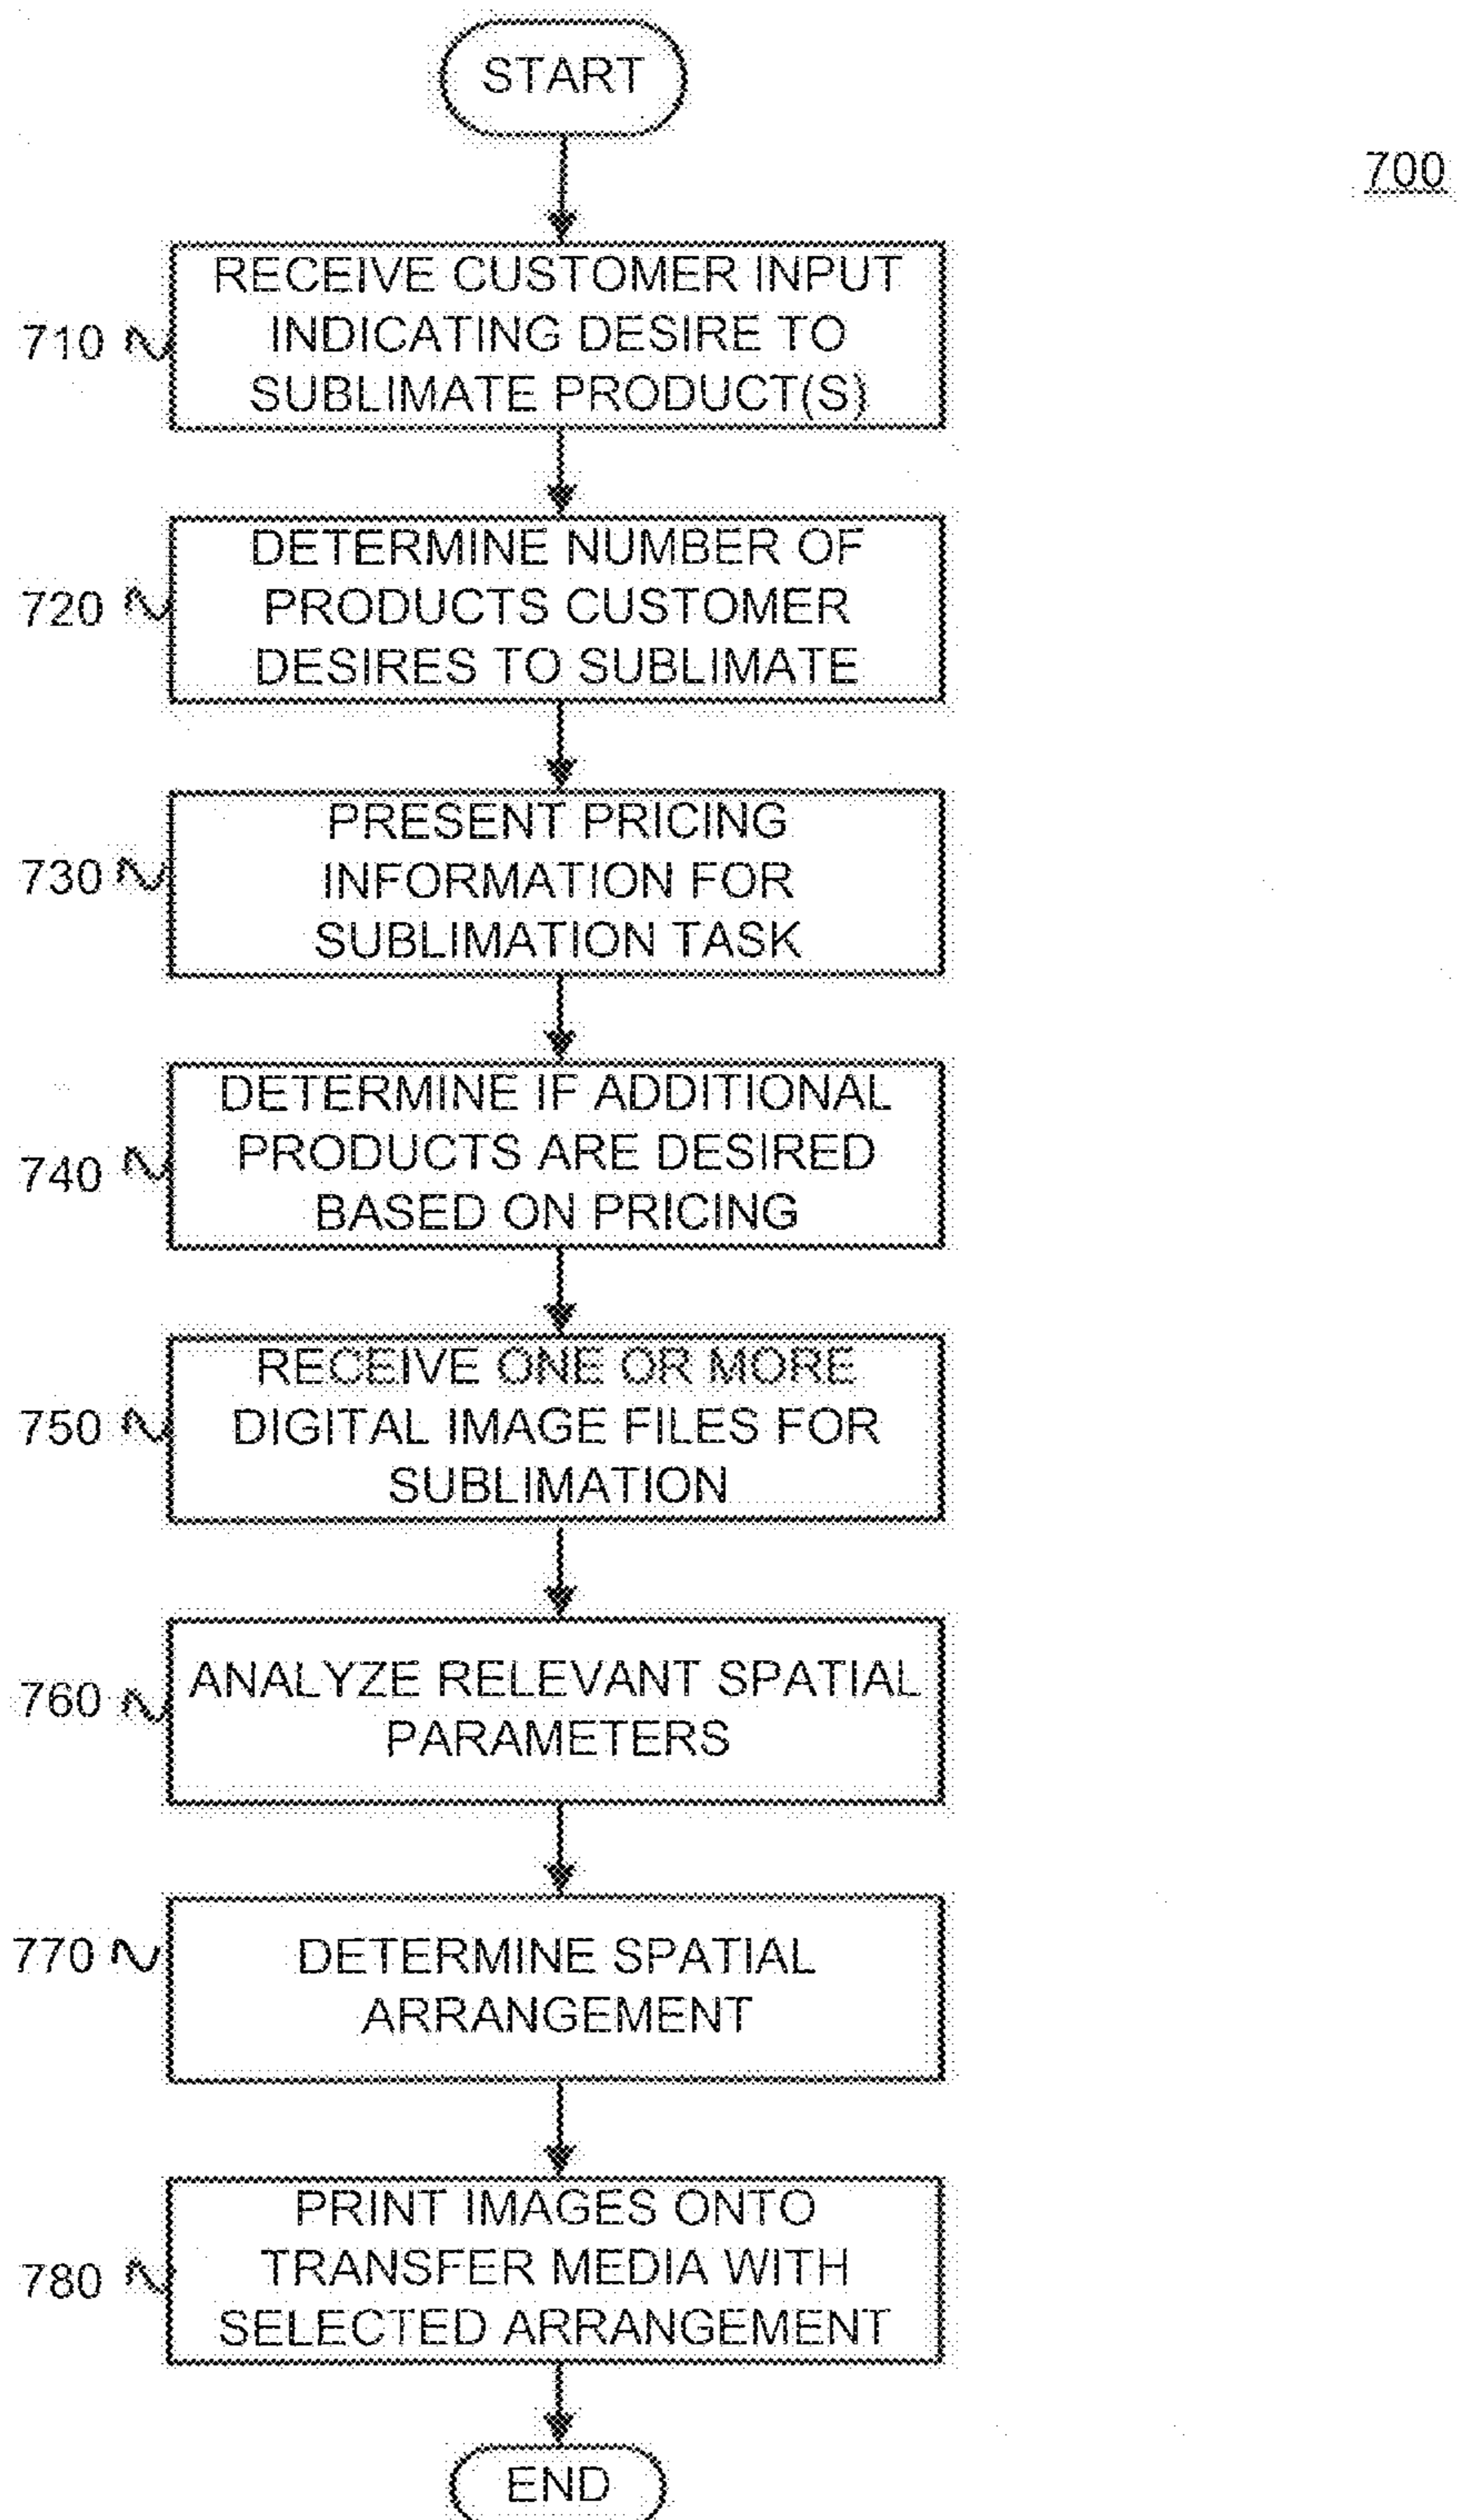 START
700
710
RECEIVE CUSTOMER INPUT
INDICATING DESIRE TO
SUBLIMATE PRODUCT(S)
720
DETERMINE NUMBER OF
PRODUCTS CUSTOMER
DESIRES TO SUBLIMATE
730
PRESENT PRICING
INFORMATION FOR
SUBLIMATION TASK
740
DETERMINE IF ADDITIONAL
PRODUCTS ARE DESIRED
BASED ON PRICING
750
RECEIVE ONE OR MORE
DIGITAL IMAGE FILES FOR
SUBLIMATION
760
ANALYZE RELEVANT SPATIAL
PARAMETERS
770
DETERMINE SPATIAL
ARRANGEMENT
780
PRINT IMAGES ONTO
TRANSFER MEDIA WITH
SELECTED ARRANGEMENT
END